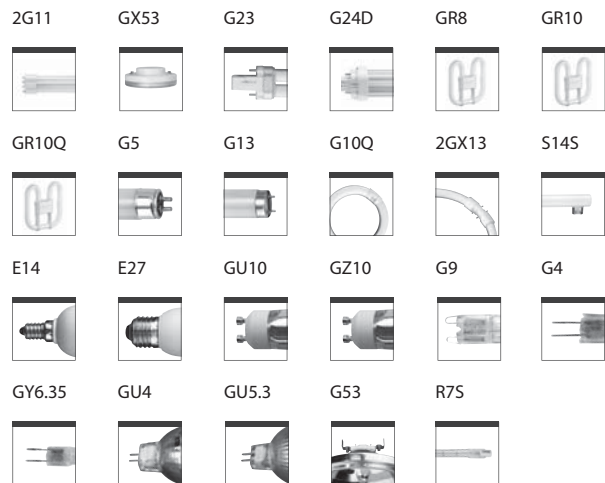 2G11 GX53 G23 G24D GR8 GR10
GR10Q G5 G13 G10Q 2GX13 S14S
E14 E27 GU10 GZ10 G9 G4
GY6.35 GU4 GU5.3 G53 R7S